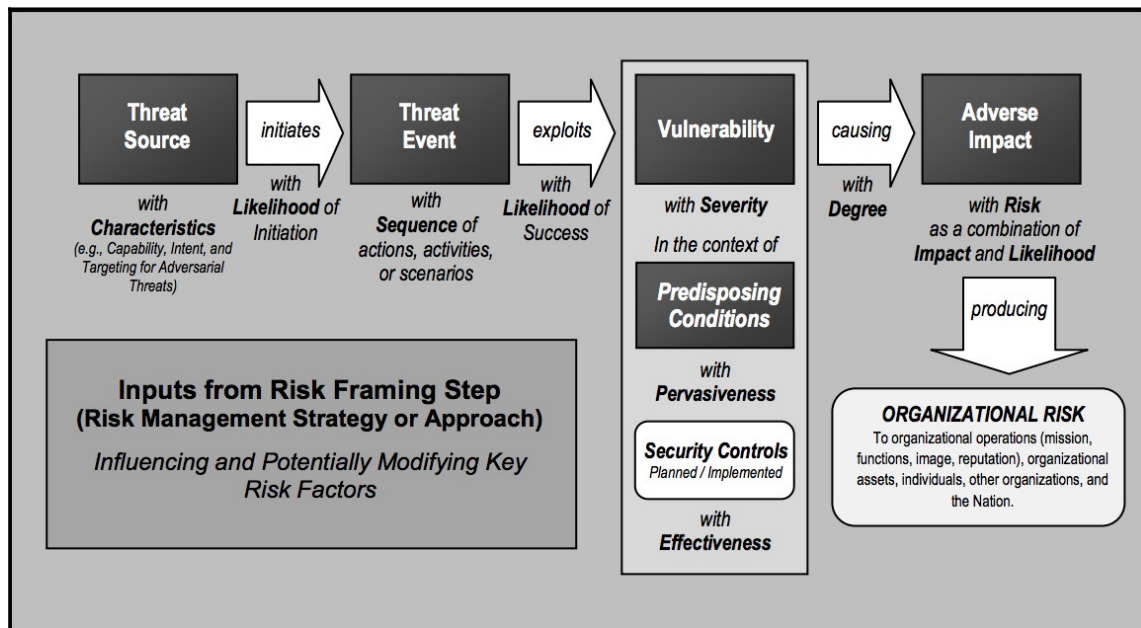 Threat
Source
initiates
Threat
Event
exploits
Vulnerability
causing
Adverse
Impact
with
Characteristics
(e.g., Capability, Intent, and
Targeting for Adversarial
Threats)
with
Likelihood of
Initiation
with
Sequence of
actions, activities,
or scenarios
with
Likelihood of
Success
with Severity
In the context of
Predisposing
Conditions
with
Pervasiveness
Security Controls
Planned / Implemented
with
Effectiveness
with
Degree
with Risk
as a combination of
Impact and Likelihood
producing
ORGANIZATIONAL RISK
To organizational operations (mission,
functions, image, reputation), organizational
assets, individuals, other organizations, and
the Nation.
Inputs from Risk Framing Step
(Risk Management Strategy or Approach)
Influencing and Potentially Modifying Key
Risk Factors